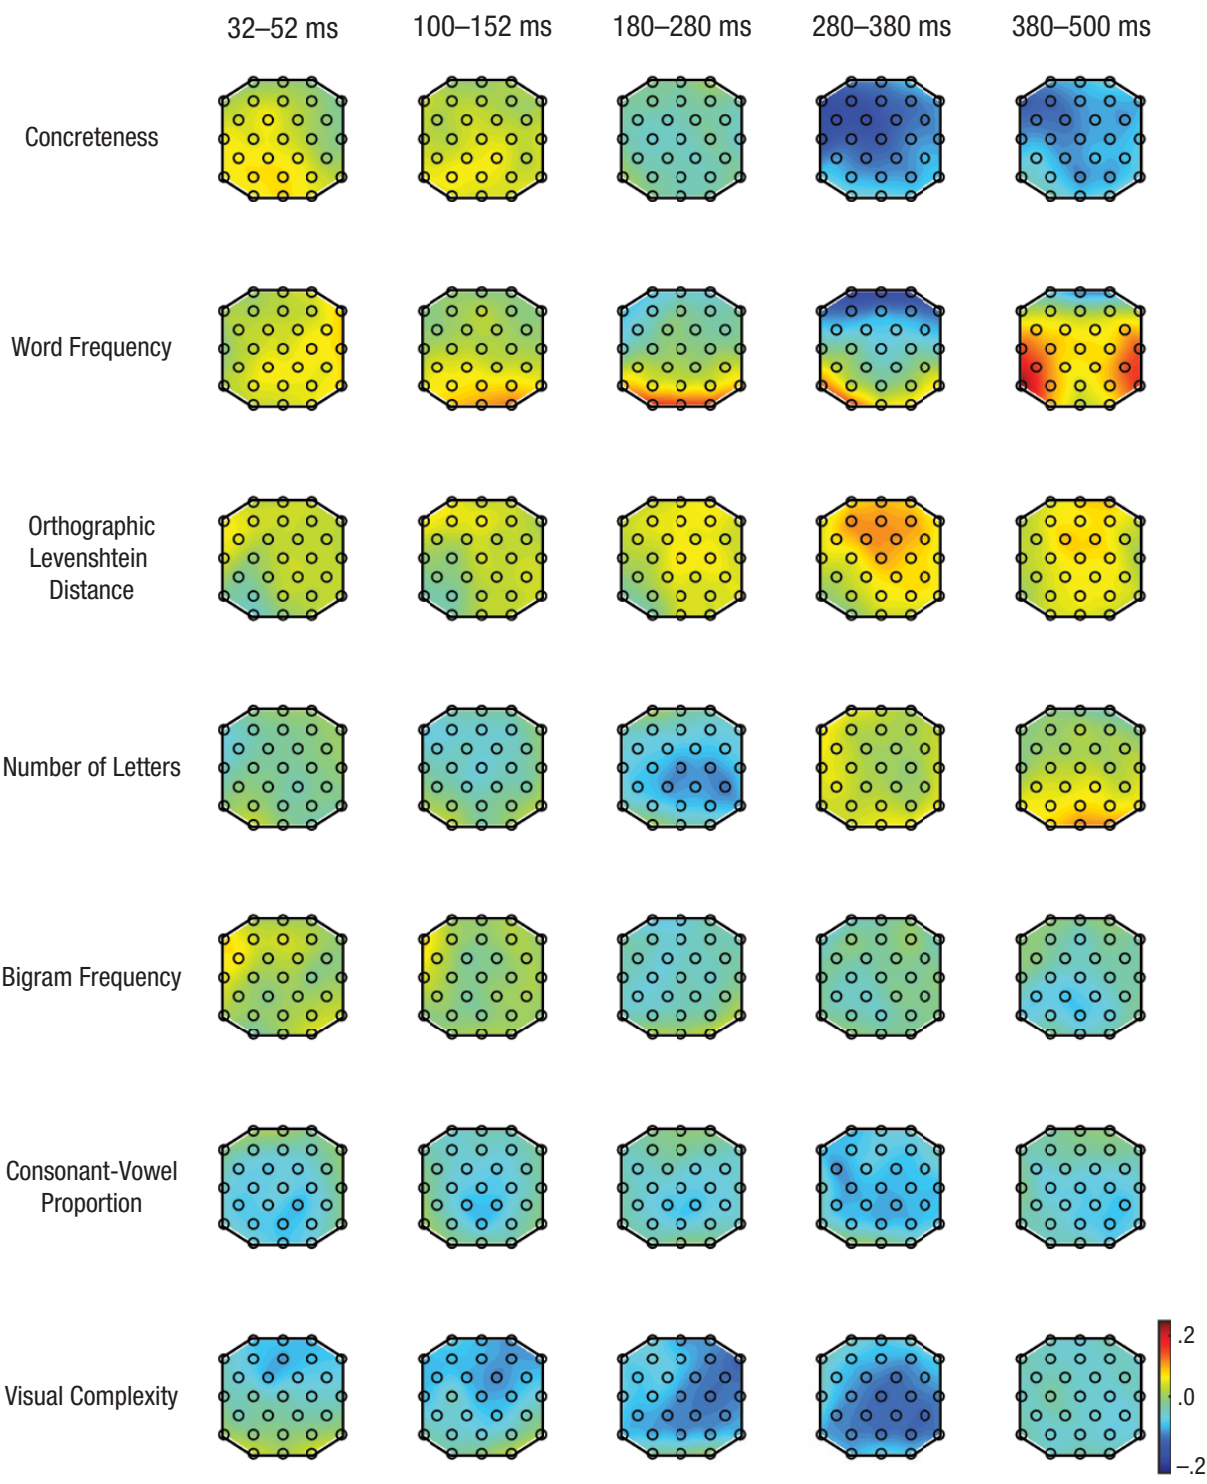 32–52 ms 100–152 ms 180–280 ms 280–380 ms 380–500 ms
Concreteness
Word Frequency
Orthographic
Levenshtein
Distance
Number of Letters
Bigram Frequency
Consonant-Vowel
Proportion
Visual Complexity
.2
.0
–.2